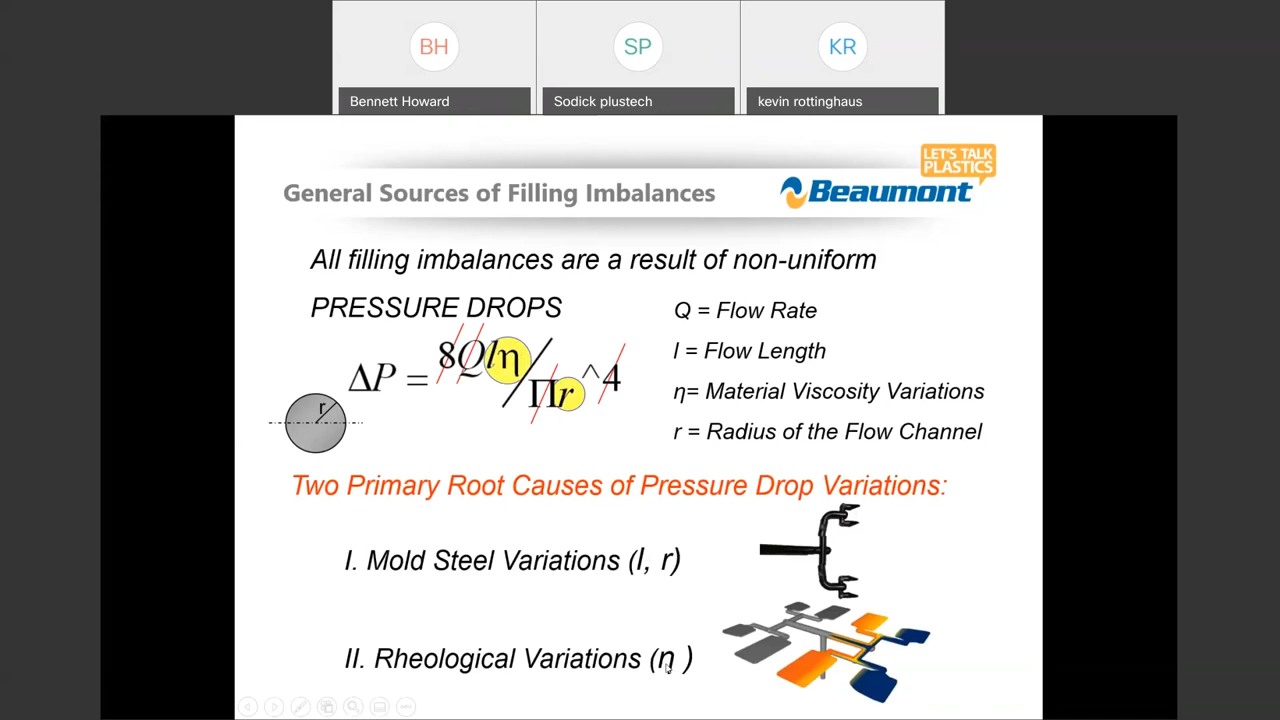 BH
SP
KR
Bennett Howard
Sodick plustech
kevin rottinghaus
LET'S TALK
PLASTICS
General Sources of Filling Imbalances
Beaumont
All filling imbalances are a result of non-uniform
PRESSURE DROPS
ΔP = 8Qlη/Πr^4
r
Q = Flow Rate
l = Flow Length
η= Material Viscosity Variations
r = Radius of the Flow Channel
Two Primary Root Causes of Pressure Drop Variations:
I. Mold Steel Variations (l, r)
II. Rheological Variations (η )